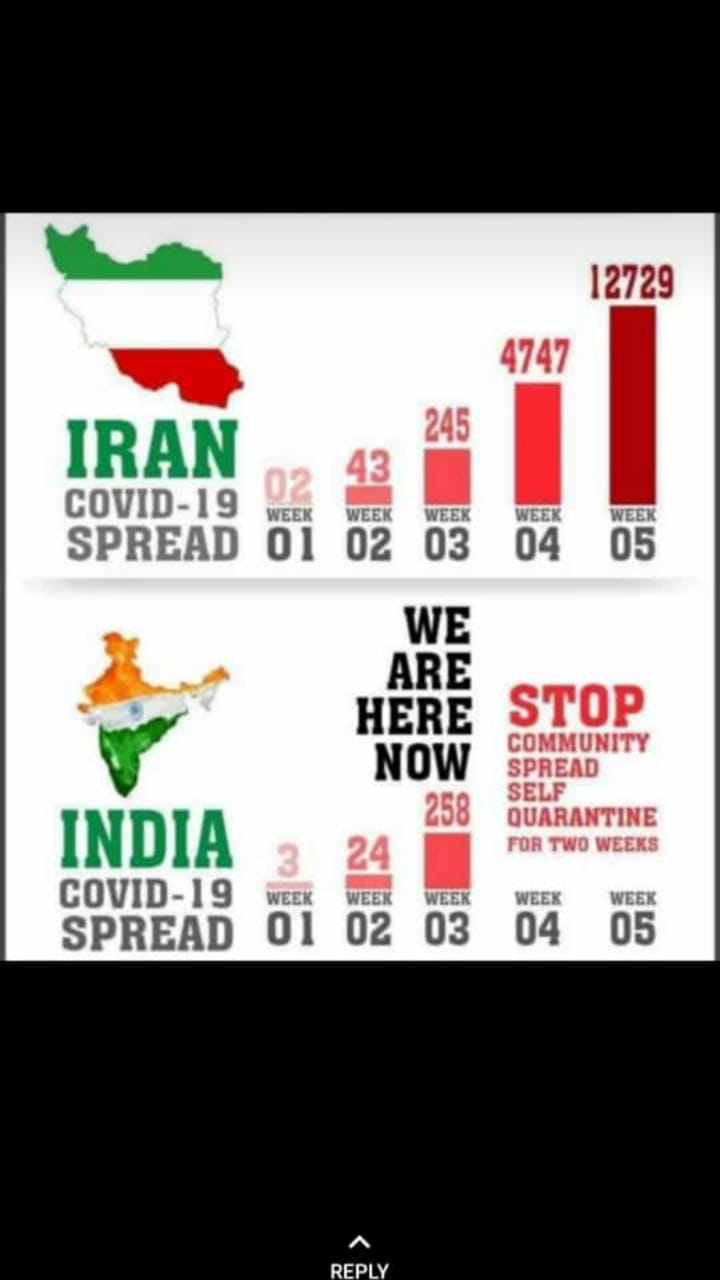 12729
4747
245
43
02
IRAN
COVID-19
SPREAD
WEEK WEEK WEEK WEEK WEEK
01 02 03 04 05
WE
ARE
HERE
NOW
STOP
COMMUNITY
SPREAD
SELF
QUARANTINE
FOR TWO WEEKS
258
24
3
INDIA
COVID-19
SPREAD
WEEK WEEK WEEK WEEK WEEK
01 02 03 04 05
REPLY